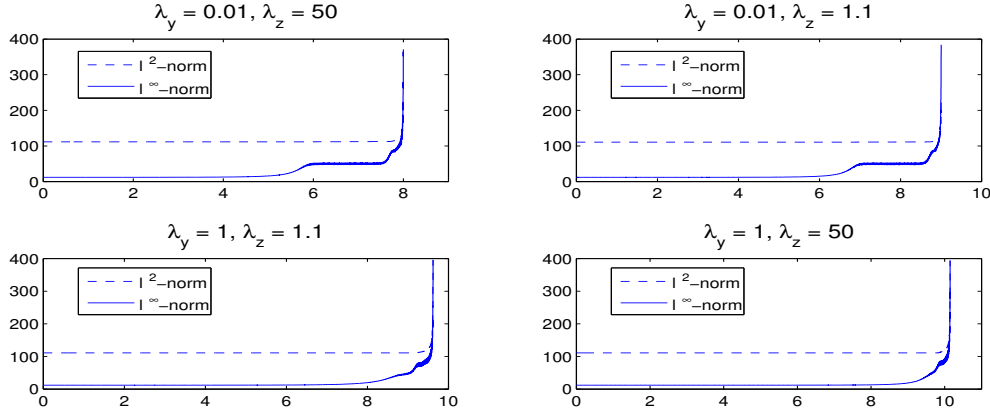 λy = 0.01, λz = 50
400
300
200
100
0
l 2−norm
l ∞−norm
0 2 4 6 8
λy = 0.01, λz = 1.1
400
300
200
100
0
l 2−norm
l ∞−norm
0 2 4 6 8 10
λy = 1, λz = 1.1
400
300
200
100
0
l 2−norm
l ∞−norm
0 2 4 6 8 10
λy = 1, λz = 50
400
300
200
100
0
l 2−norm
l ∞−norm
0 2 4 6 8 10